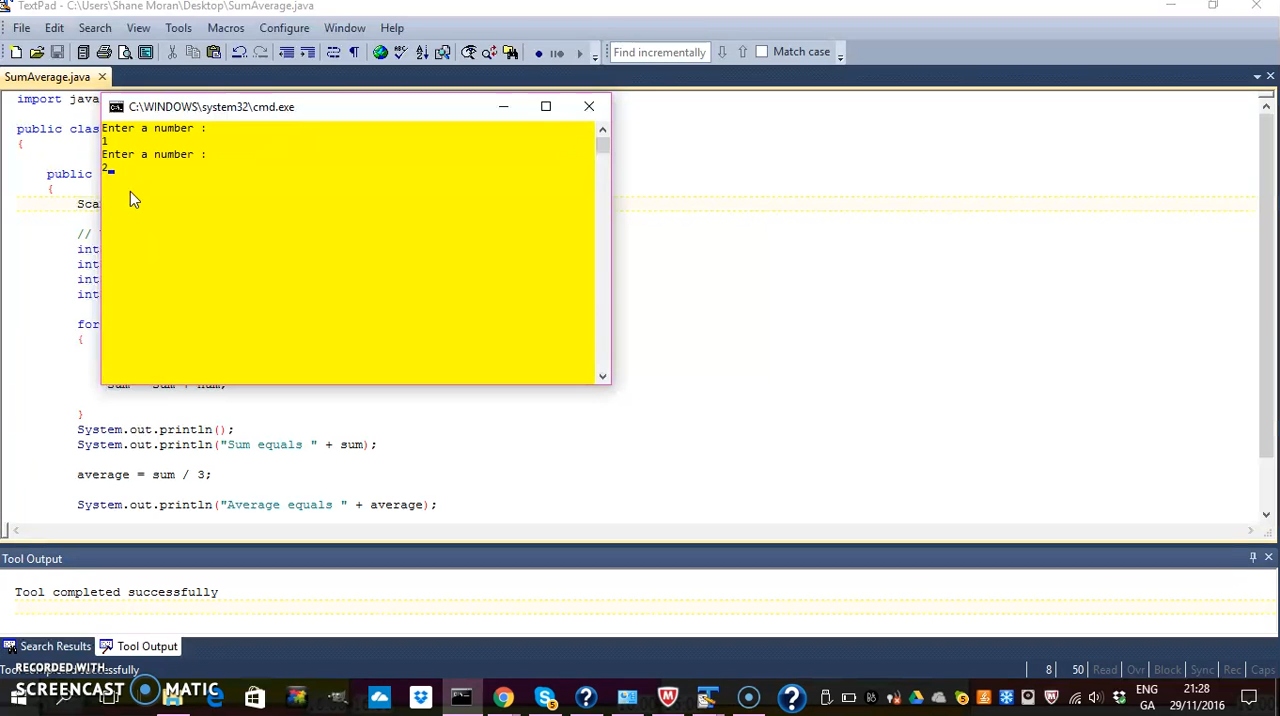 TextPad - C:\Users\Shane Moran\Desktop\SumAverage.java
File Edit Search View Tools Macros Configure Window Help
Find incrementally Match case
SumAverage.java
import java
C:\WINDOWS\system32\cmd.exe
Enter a number :
public clas
{
1
Enter a number :
2
public
{
Sca
//
int
int
int
int
for
{
sum = sum + num;
}
System.out.println();
System.out.println("Sum equals " + sum);
average = sum / 3;
System.out.println("Average equals " + average);
Tool Output
Tool completed successfully
Search Results Tool Output
RECORDED WITH
8 50 Read Ovr Block Sync Rec Caps
SCREENCAST MATIC
ENG 21:28
GA 29/11/2016